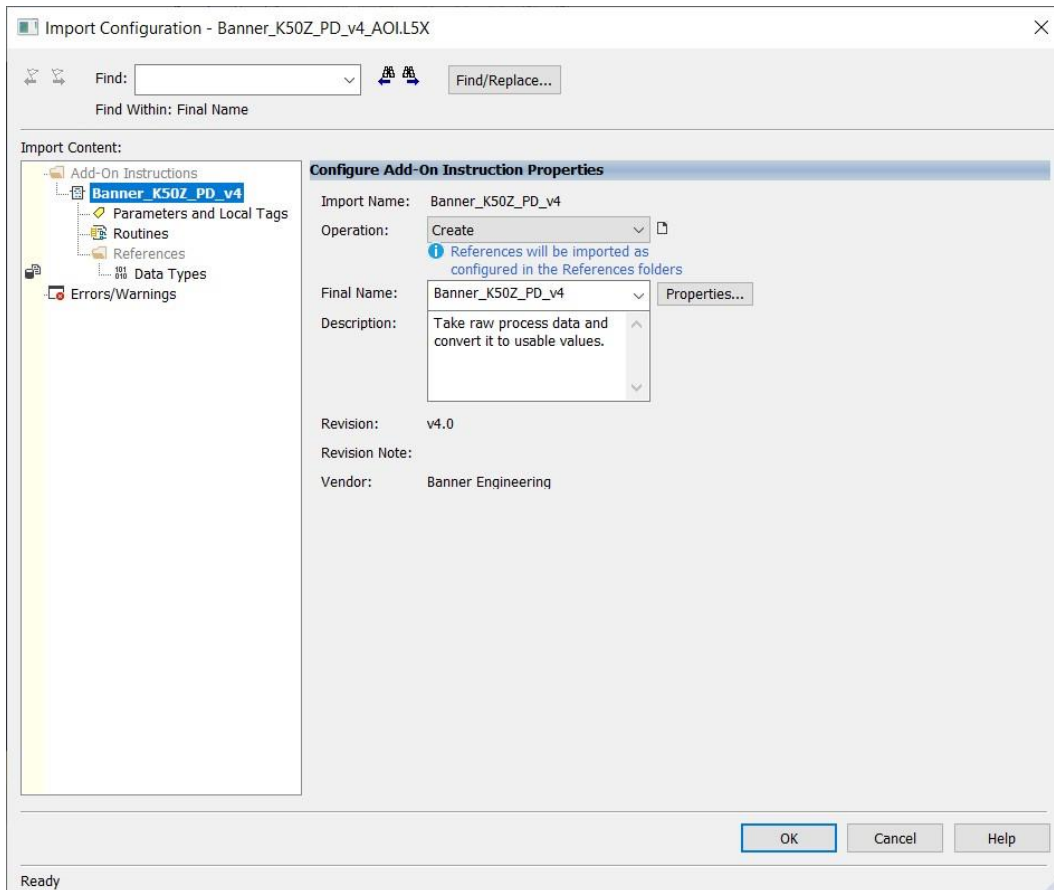 Import Configuration - Banner_K50Z_PD_v4_AOI.L5X
Find:
Find/Replace...
Find Within: Final Name
Import Content:
Add-On Instructions
Banner_K50Z_PD_v4
Parameters and Local Tags
Routines
References
Data Types
Errors/Warnings
Configure Add-On Instruction Properties
Import Name: Banner_K50Z_PD_v4
Operation: Create
References will be imported as
configured in the References folders
Final Name: Banner_K50Z_PD_v4 Properties...
Description: Take raw process data and
convert it to usable values.
Revision: v4.0
Revision Note:
Vendor: Banner Engineering
OK Cancel Help
Ready